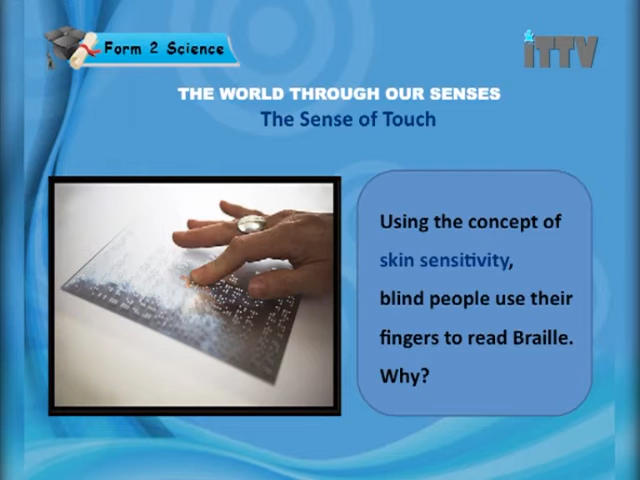 Form 2 Science
iTTV
THE WORLD THROUGH OUR SENSES
The Sense of Touch
Using the concept of
skin sensitivity,
blind people use their
fingers to read Braille.
Why?